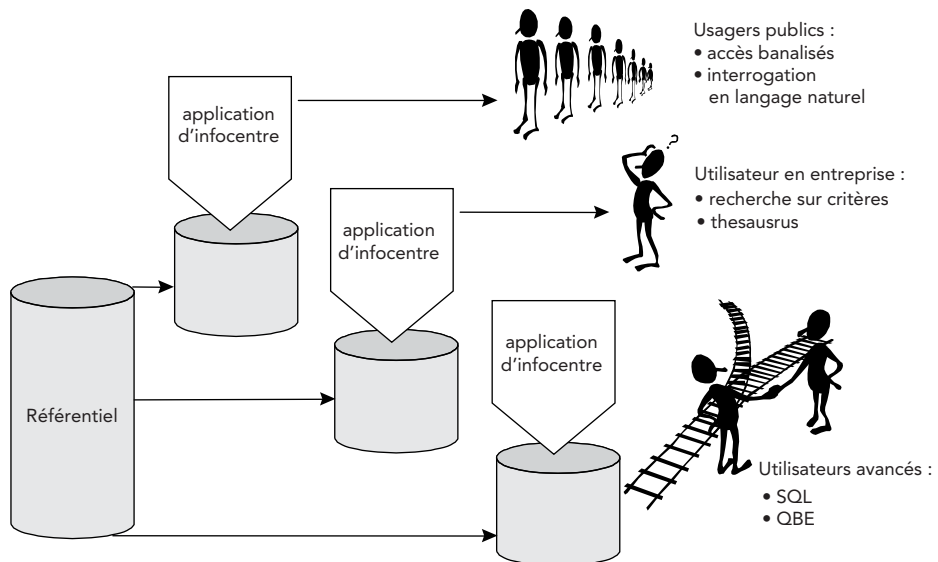 Usagers publics :
• accès banalisés
• interrogation
en langage naturel
application
d'infocentre
Utilisateur en entreprise :
• recherche sur critères
• thesausrus
application
d'infocentre
application
d'infocentre
Référentiel
Utilisateurs avancés :
• SQL
• QBE
?